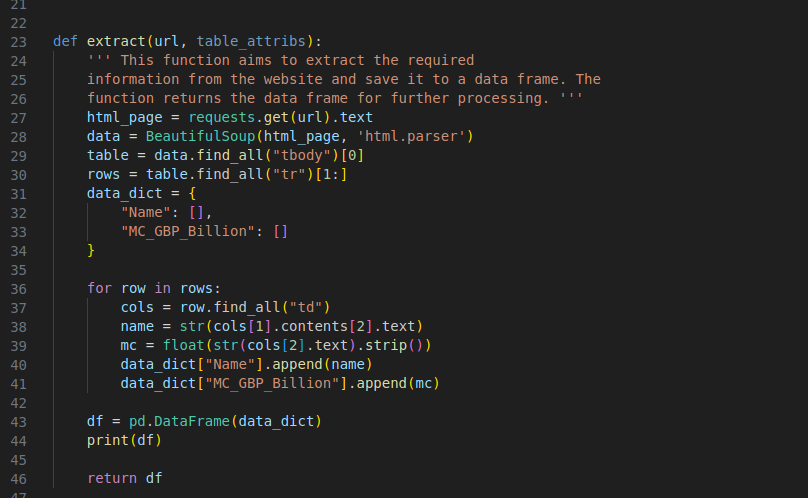 21
22
23 def extract(url, table_attribs):
24     ''' This function aims to extract the required
25     information from the website and save it to a data frame. The
26     function returns the data frame for further processing. '''
27     html_page = requests.get(url).text
28     data = BeautifulSoup(html_page, 'html.parser')
29     table = data.find_all("tbody")[0]
30     rows = table.find_all("tr")[1:]
31     data_dict = {
32         "Name": [],
33         "MC_GBP_Billion": []
34     }
35
36     for row in rows:
37         cols = row.find_all("td")
38         name = str(cols[1].contents[2].text)
39         mc = float(str(cols[2].text).strip())
40         data_dict["Name"].append(name)
41         data_dict["MC_GBP_Billion"].append(mc)
42
43     df = pd.DataFrame(data_dict)
44     print(df)
45
46     return df
47